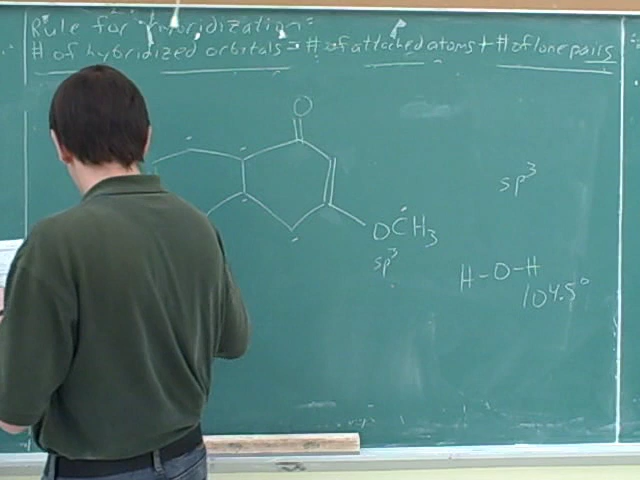 Rule for hybridization:
# of hybridized orbitals = # of attached atoms + # of lone pairs
O
sp³
OCH₃
sp³
H-O-H
104.5°